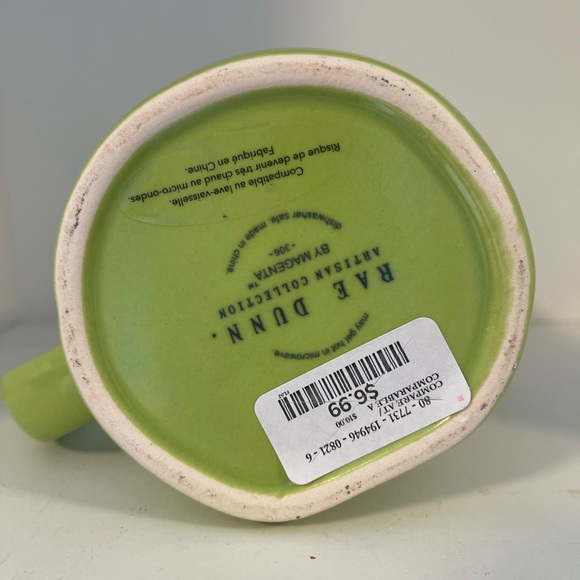 Compatible au lave-vaisselle.
Risque de devenir très chaud au micro-ondes.
Fabriqué en Chine.
may get hot in microwave
RAE DUNN.
ARTISAN COLLECTION
BY MAGENTA™
-306-
dishwasher safe. made in china.
80 - 7731 - 194946 - 0821 - 6
COMPARE AT/
COMPARABLE À
$10.00
$6.99